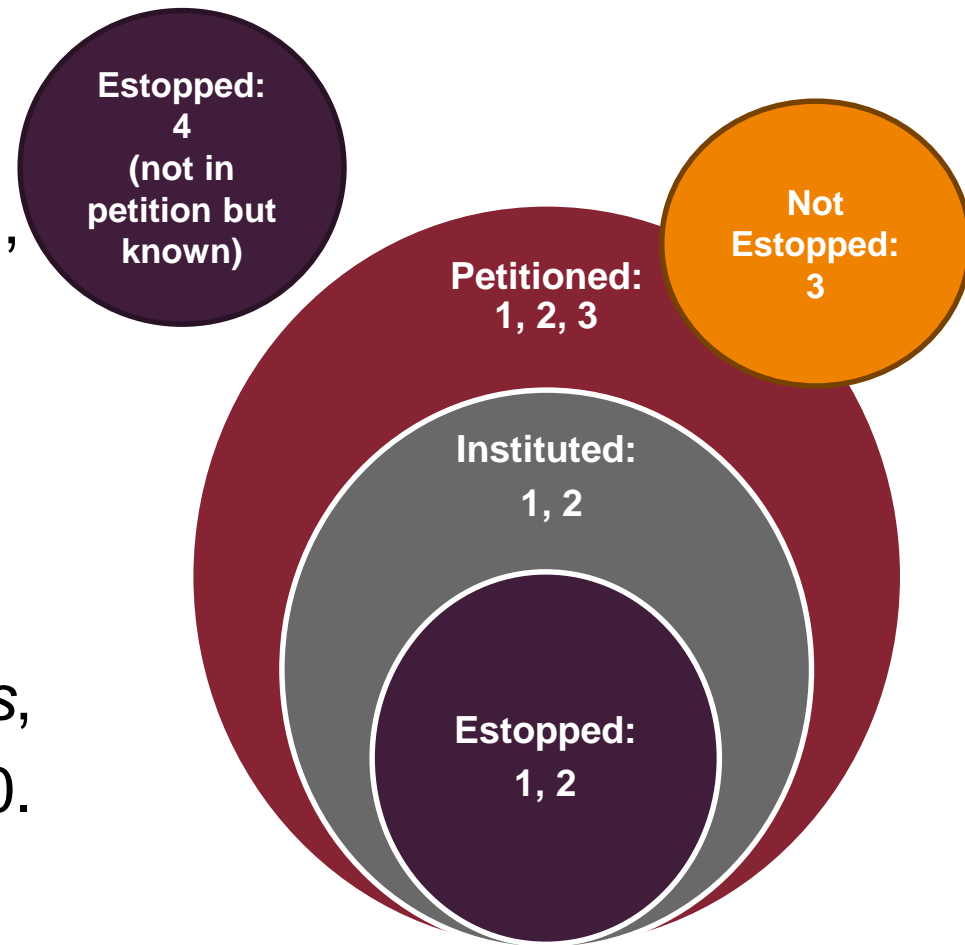 Estopped:
4
(not in
petition but
known)
,
Not
Estopped:
3
Petitioned:
1, 2, 3
Instituted:
1, 2
s,
0.
Estopped:
1, 2